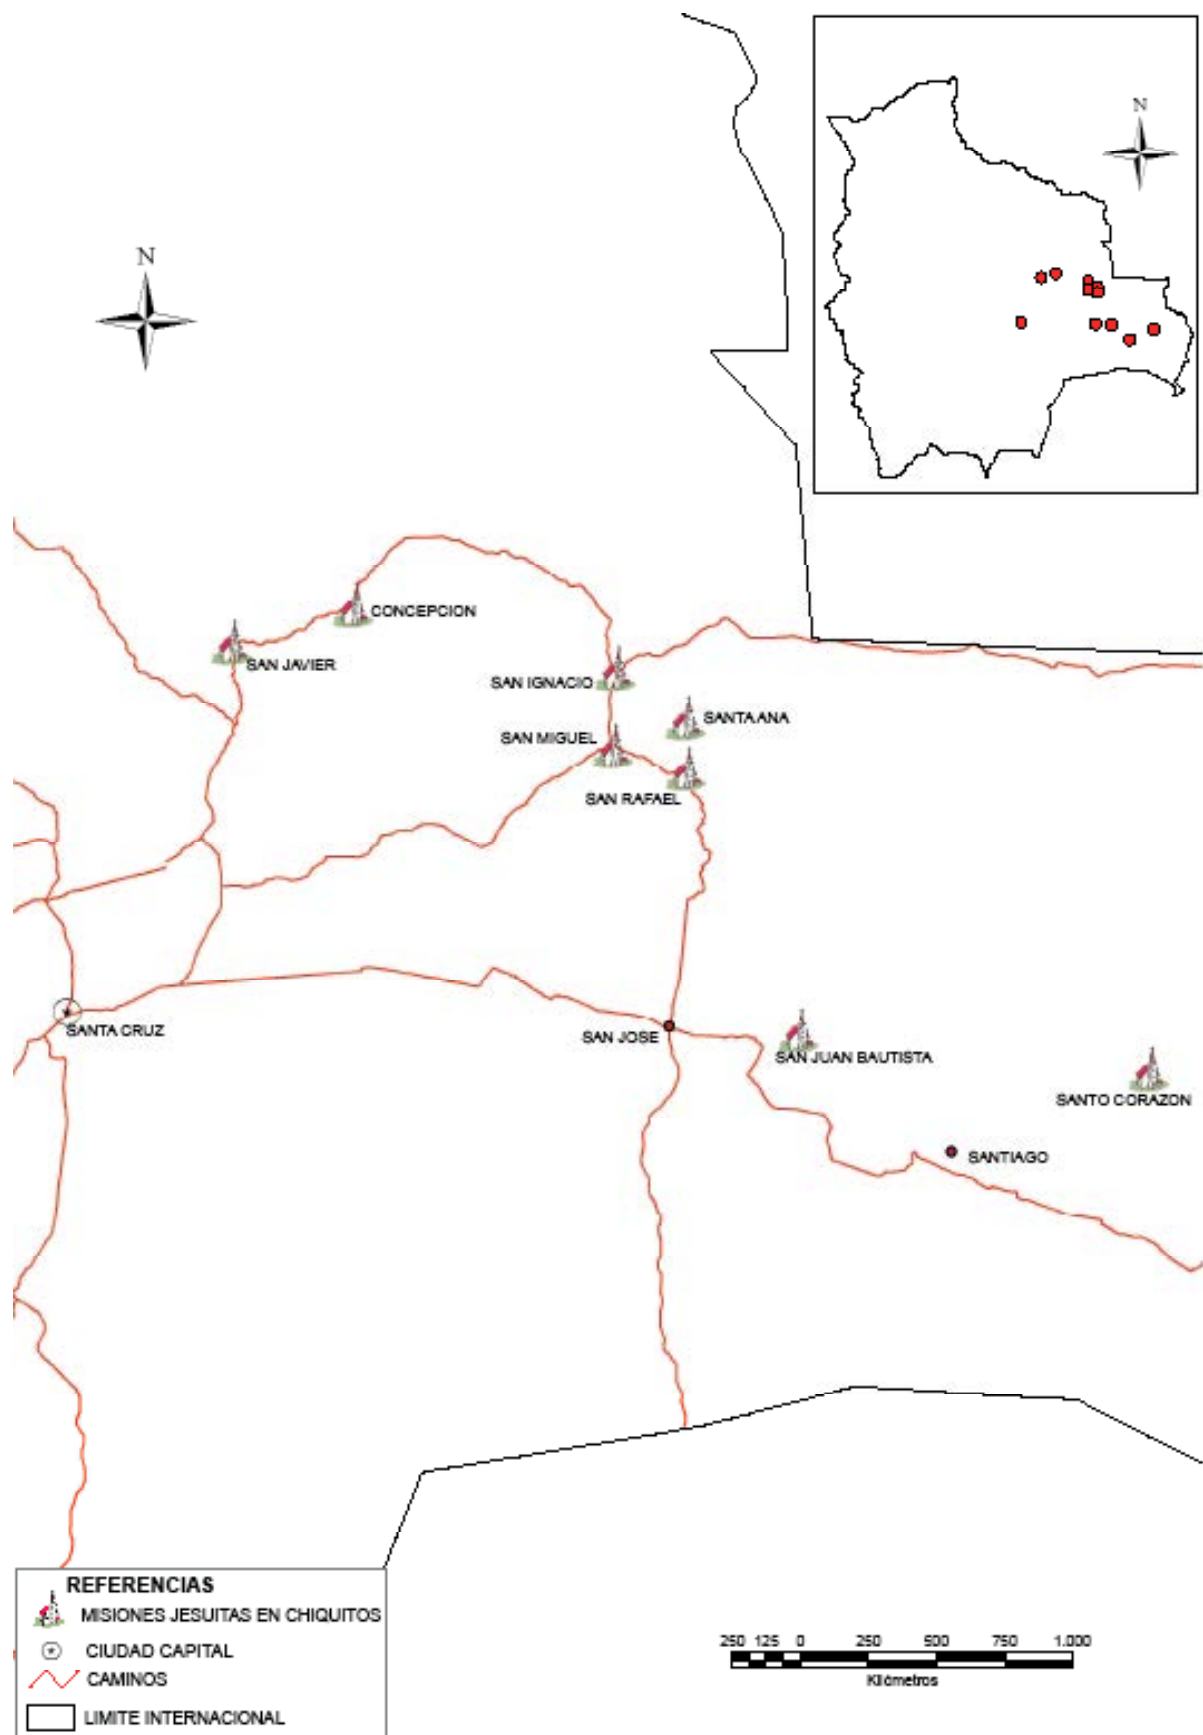 N
N
CONCEPCION
SAN JAVIER
SAN IGNACIO
SANTA ANA
SAN MIGUEL
SAN RAFAEL
SANTA CRUZ
SAN JOSE
SAN JUAN BAUTISTA
SANTO CORAZON
SANTIAGO
REFERENCIAS
MISIONES JESUITAS EN CHIQUITOS
CIUDAD CAPITAL
CAMINOS
LIMITE INTERNACIONAL
250 125 0 250 500 750 1.000
Kilómetros